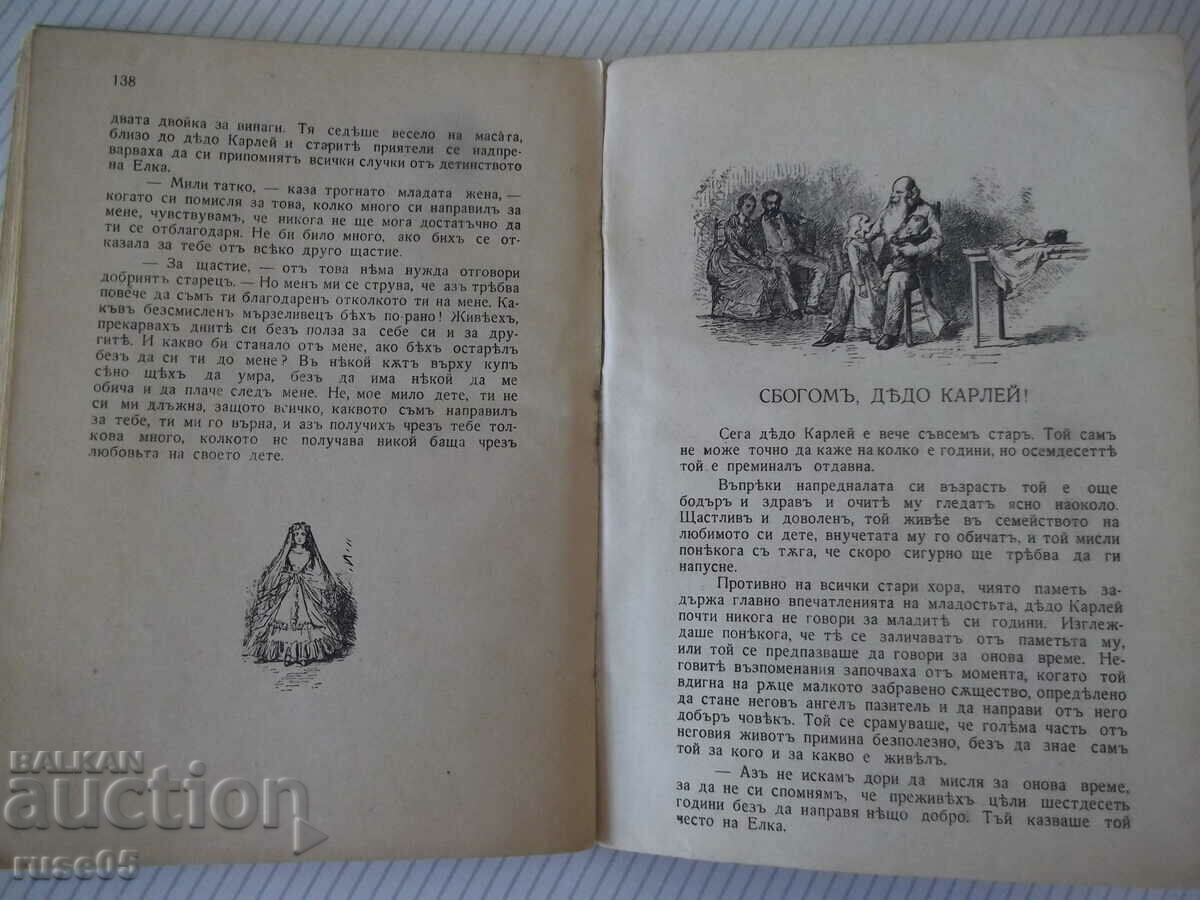 138
двата двойка за винаги. Тя седѣше весело на маса̀та,
близо до дѣдо Карлей и старитѣ приятели се надпре-
варваха да си припомнятъ всички случки отъ детинството
на Елка.
— Мили татко, — каза трогнато младата жена, —
когато си помисля за това, колко много си направилъ за
мене, чувствувамъ, че никога не ще мога достатъчно да
ти се отблагодаря. Не би било много, ако бихъ се от-
казала за тебе отъ всѣко друго щастие.
— За щастие, — отъ това нѣма нужда отговори
добриятъ старецъ. — Но менъ ми се струва, че азъ трѣбва
повече да съмъ ти благодаренъ отколкото ти на мене. Ка-
къвъ безсмисленъ мързеливецъ бѣхъ по-рано! Живѣехъ,
прекарвахъ днитѣ си безъ полза за себе си и за дру-
гитѣ. И какво би станало отъ мене, ако бѣхъ остарѣлъ
безъ да си ти до мене? Въ нѣкой кѫтъ върху купъ
сѣно щѣхъ да умра, безъ да има нѣкой да ме
обича и да плаче следъ мене. Не, мое мило дете, ти не
си ми длъжна, защото всичко, каквото съмъ направилъ
за тебе, ти ми го върна, и азъ получихъ чрезъ тебе тол-
кова много, колкото не получава никой баща чрезъ
любовьта на своето дете.
СБОГОМЪ, ДѢДО КАРЛЕЙ!
Сега дѣдо Карлей е вече съвсемъ старъ. Той самъ
не може точно да каже на колко е години, но осемдесеттѣ
той е преминалъ отдавна.
Въпрѣки напредналата си възрасть той е още
бодъръ и здравъ и очитѣ му гледатъ ясно наоколо.
Щастливъ и доволенъ, той живѣе въ семейството на
любимото си дете, внучетата му го обичатъ, и той мисли
понѣкога съ тѫга, че скоро сигурно ще трѣбва да ги
напусне.
Противно на всички стари хора, чиято паметь за-
държа главно впечатленията на младостьта, дѣдо Карлей
почти никога не говори за младитѣ си години. Изглеж-
даше понѣкога, че тѣ се заличаватъ отъ паметьта му,
или той се предпазваше да говори за онова време. Не-
говитѣ възпоменания започваха отъ момента, когато той
вдигна на рѫце малкото забравено сѫщество, опредѣлено
да стане неговъ ангел пазитель и да направи отъ него
добъръ човѣкъ. Той се срамуваше, че голѣма часть отъ
неговия животъ примина безполезно, безъ да знае самъ
той за кого и за какво е живѣлъ.
— Азъ не искамъ дори да мисля за онова време,
за да не си спомнямъ, че преживѣхъ цѣли шестдесеть
години безъ да направя нѣщо добро. Тъй казваше той
често на Елка.
BALKAN
auction
ruse05